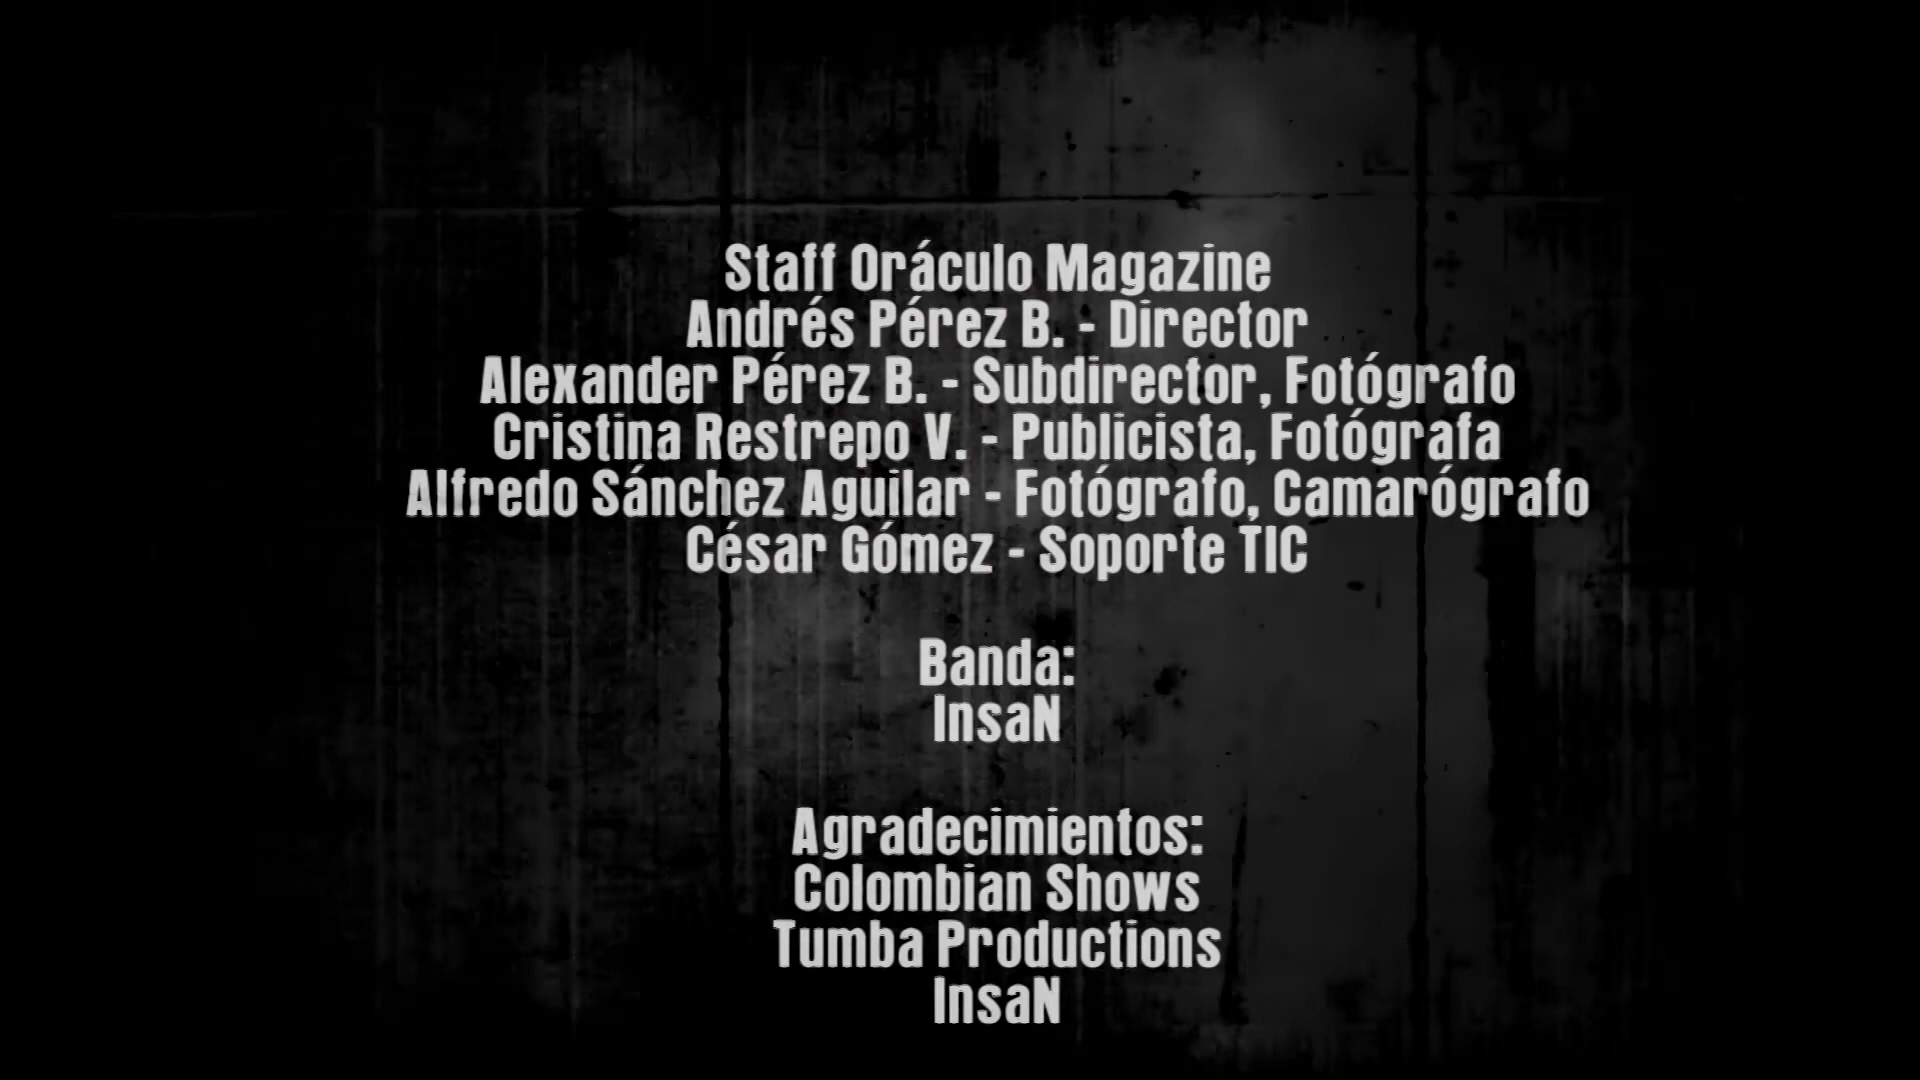 Staff Oráculo Magazine
Andrés Pérez B. - Director
Alexander Pérez B. - Subdirector, Fotógrafo
Cristina Restrepo V. - Publicista, Fotógrafa
Alfredo Sánchez Aguilar - Fotógrafo, Camarógrafo
César Gómez - Soporte TIC
Banda:
InsaN
Agradecimientos:
Colombian Shows
Tumba Productions
InsaN